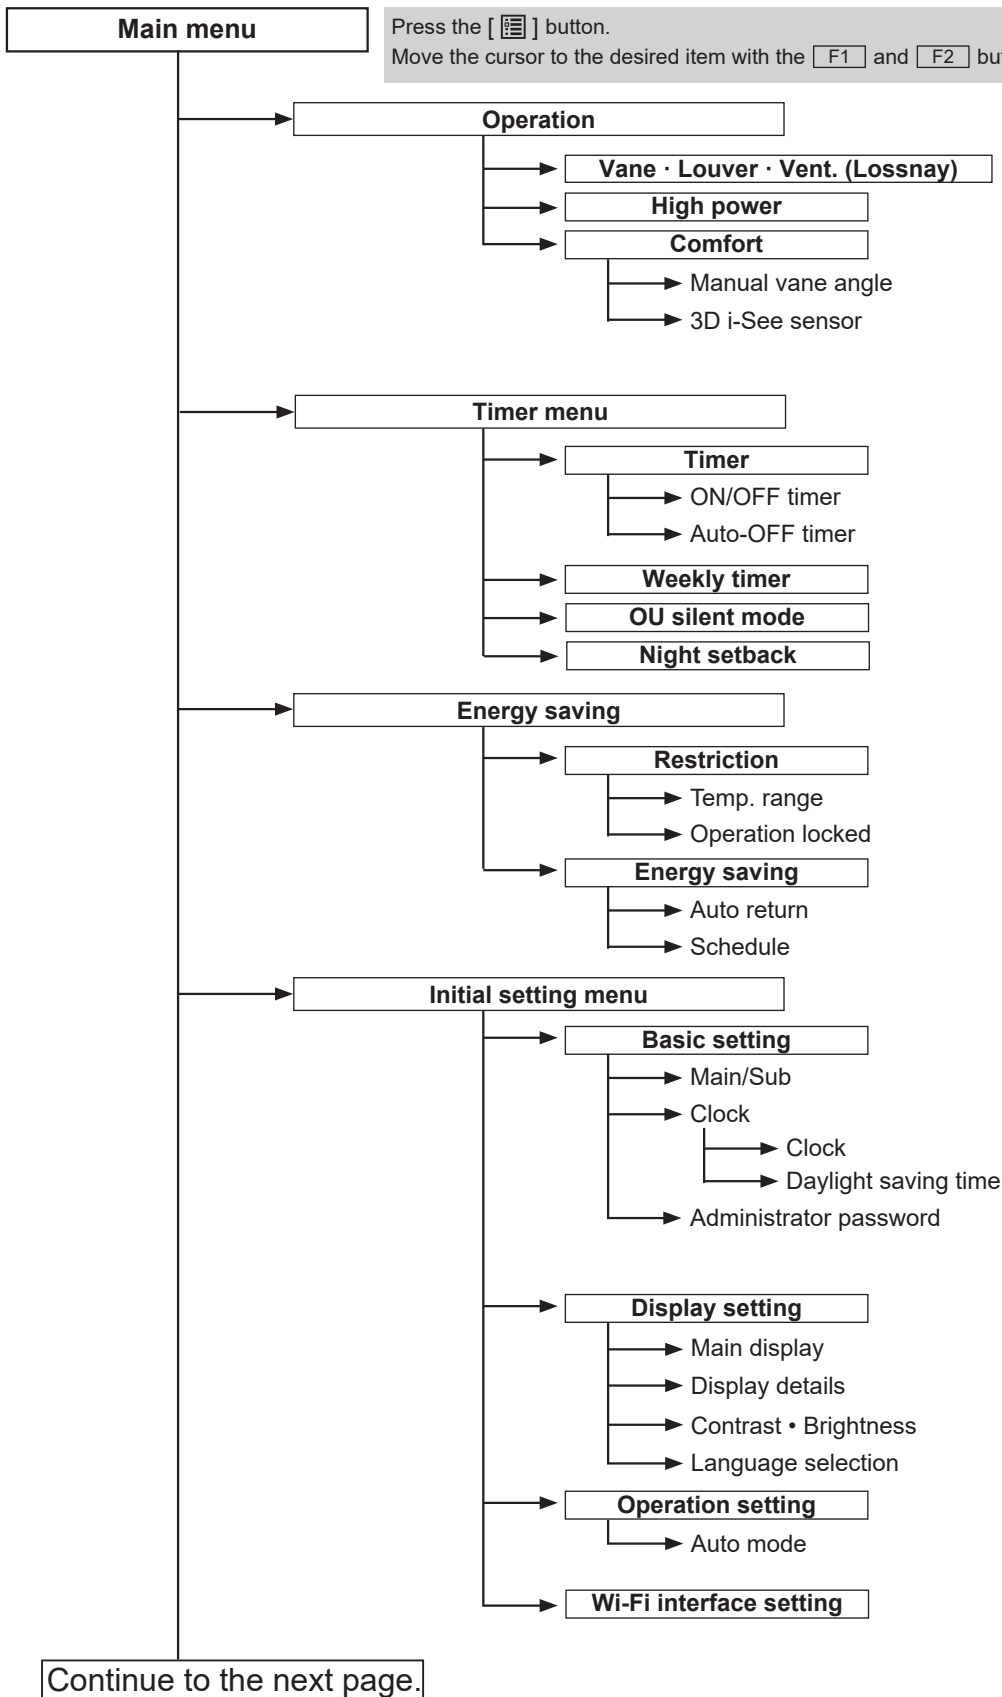 Main menu
Press the [ ] button.
Move the cursor to the desired item with the F1 and F2
Operation
Vane · Louver · Vent. (Lossnay)
High power
Comfort
Manual vane angle
3D i-See sensor
Timer menu
Timer
ON/OFF timer
Auto-OFF timer
Weekly timer
OU silent mode
Night setback
Energy saving
Restriction
Temp. range
Operation locked
Energy saving
Auto return
Schedule
Initial setting menu
Basic setting
Main/Sub
Clock
Clock
Daylight saving time
Administrator password
Display setting
Main display
Display details
Contrast • Brightness
Language selection
Operation setting
Auto mode
Wi-Fi interface setting
Continue to the next page.